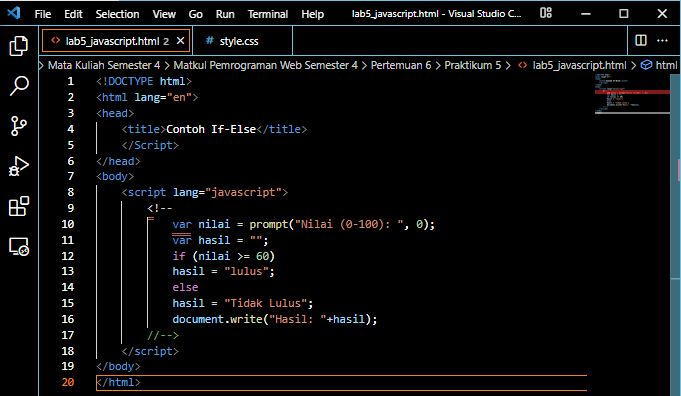 File Edit Selection View Go Run Terminal Help lab5_javascript.html - Visual Studio C...
lab5_javascript.html 2 # style.css
Mata Kuliah Semester 4 > Matkul Pemrograman Web Semester 4 > Pertemuan 6 > Praktikum 5 > <> lab5_javascript.html > html
1 <!DOCTYPE html>
2 <html lang="en">
3 <head>
4 <title>Contoh If-Else</title>
5 </Script>
6 </head>
7 <body>
8 <script lang="javascript">
9 <!--
10 var nilai = prompt("Nilai (0-100): ", 0);
11 var hasil = "";
12 if (nilai >= 60)
13 hasil = "lulus";
14 else
15 hasil = "Tidak Lulus";
16 document.write("Hasil: "+hasil);
17 //-->
18 </script>
19 </body>
20 </html>